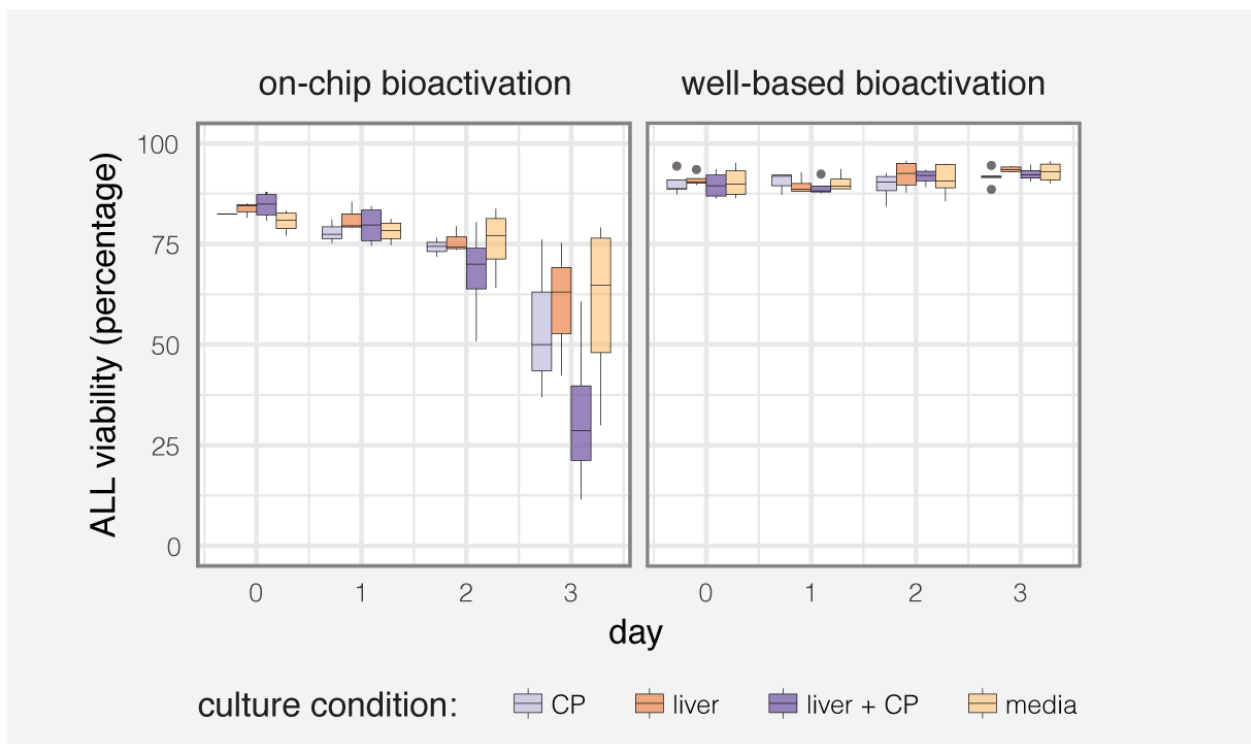 on-chip bioactivation
well-based bioactivation
ALL viability (percentage)
100
75
50
25
0
0 1 2 3
0 1 2 3
day
culture condition: CP liver liver + CP media